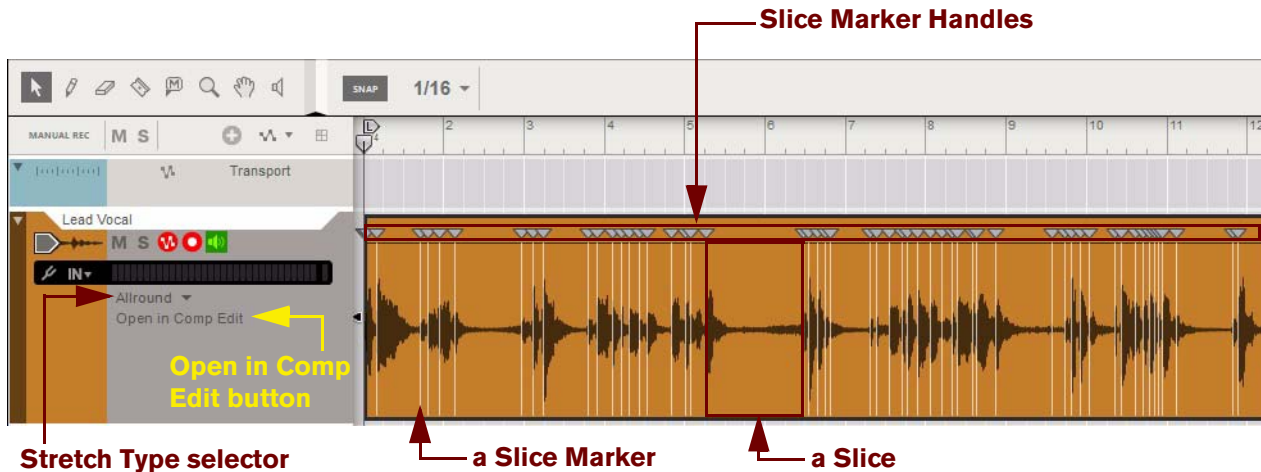 Slice Marker Handles
M
SNAP 1/16
MANUAL REC M S
L
4 2 3 4 5 6 7 8 9 10 11 12
Transport
Lead Vocal
M S
IN
Allround
Open in Comp Edit
Open in Comp
Edit button
Stretch Type selector
a Slice Marker
a Slice